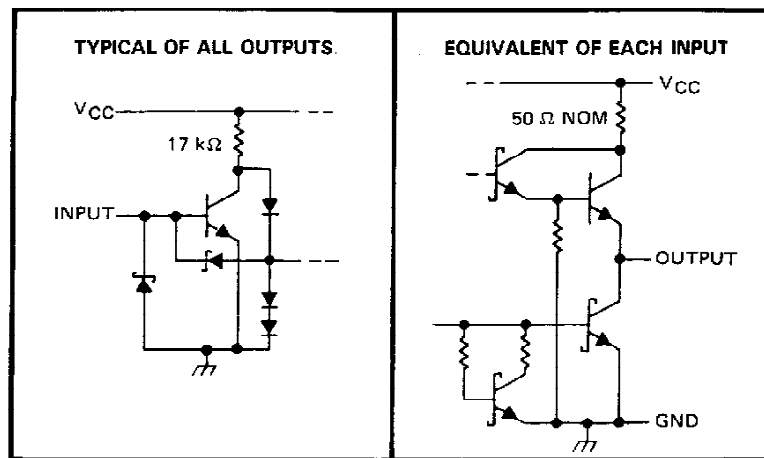 TYPICAL OF ALL OUTPUTS
VCC
17 kΩ
INPUT
EQUIVALENT OF EACH INPUT
VCC
50 Ω NOM
OUTPUT
GND